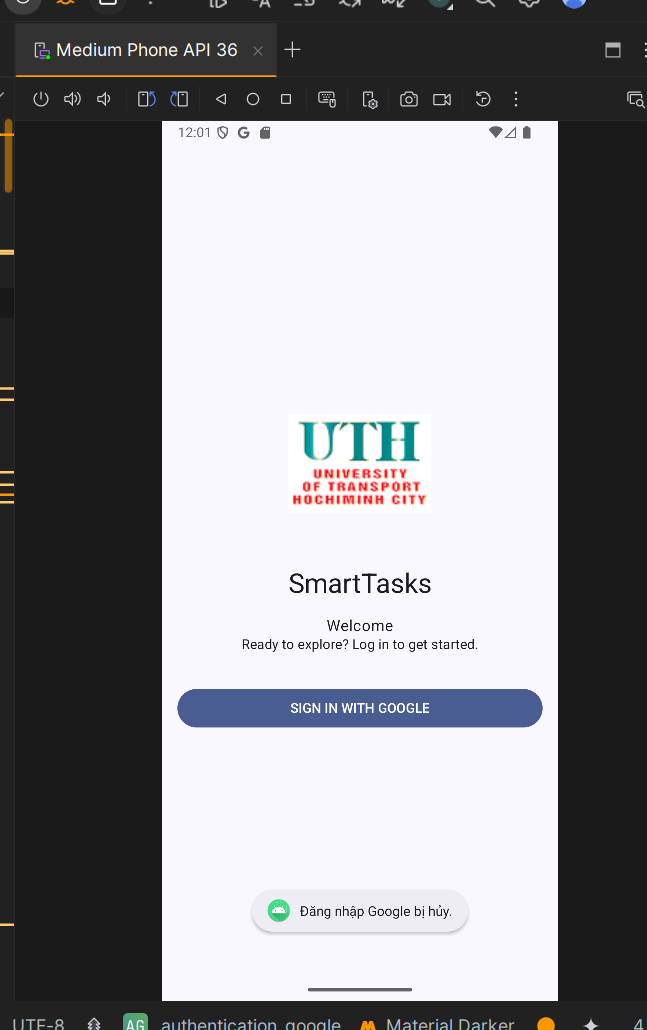 Medium Phone API 36
12:01
UTH
UNIVERSITY
OF TRANSPORT
HOCHIMINH CITY
SmartTasks
Welcome
Ready to explore? Log in to get started.
SIGN IN WITH GOOGLE
Đăng nhập Google bị hủy.
UTF-8 AG authentication_google Material Darker 4